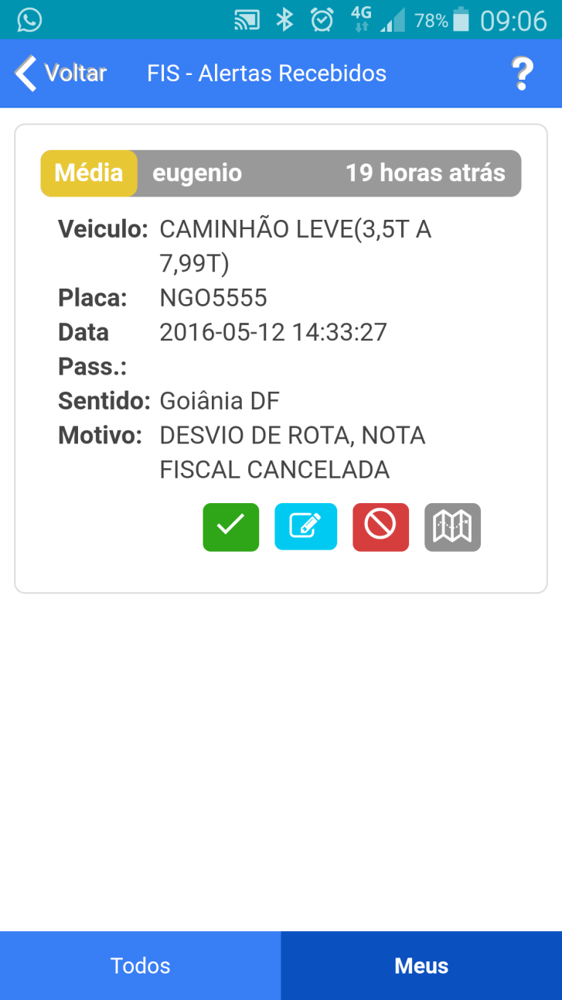 4G 78% 09:06
Voltar FIS - Alertas Recebidos ?
Média eugenio 19 horas atrás
Veiculo: CAMINHÃO LEVE(3,5T A
7,99T)
Placa: NGO5555
Data 2016-05-12 14:33:27
Pass.:
Sentido: Goiânia DF
Motivo: DESVIO DE ROTA, NOTA
FISCAL CANCELADA
Todos Meus